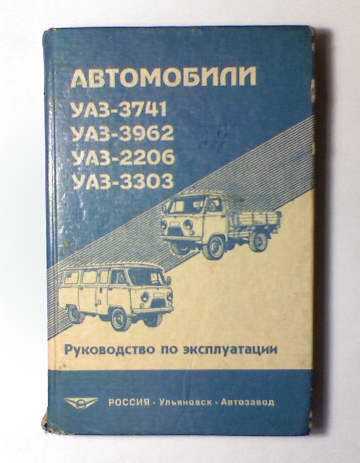 АВТОМОБИЛИ
УАЗ-3741
УАЗ-3962
УАЗ-2206
УАЗ-3303
Руководство по эксплуатации
РОССИЯ · Ульяновск · Автозавод